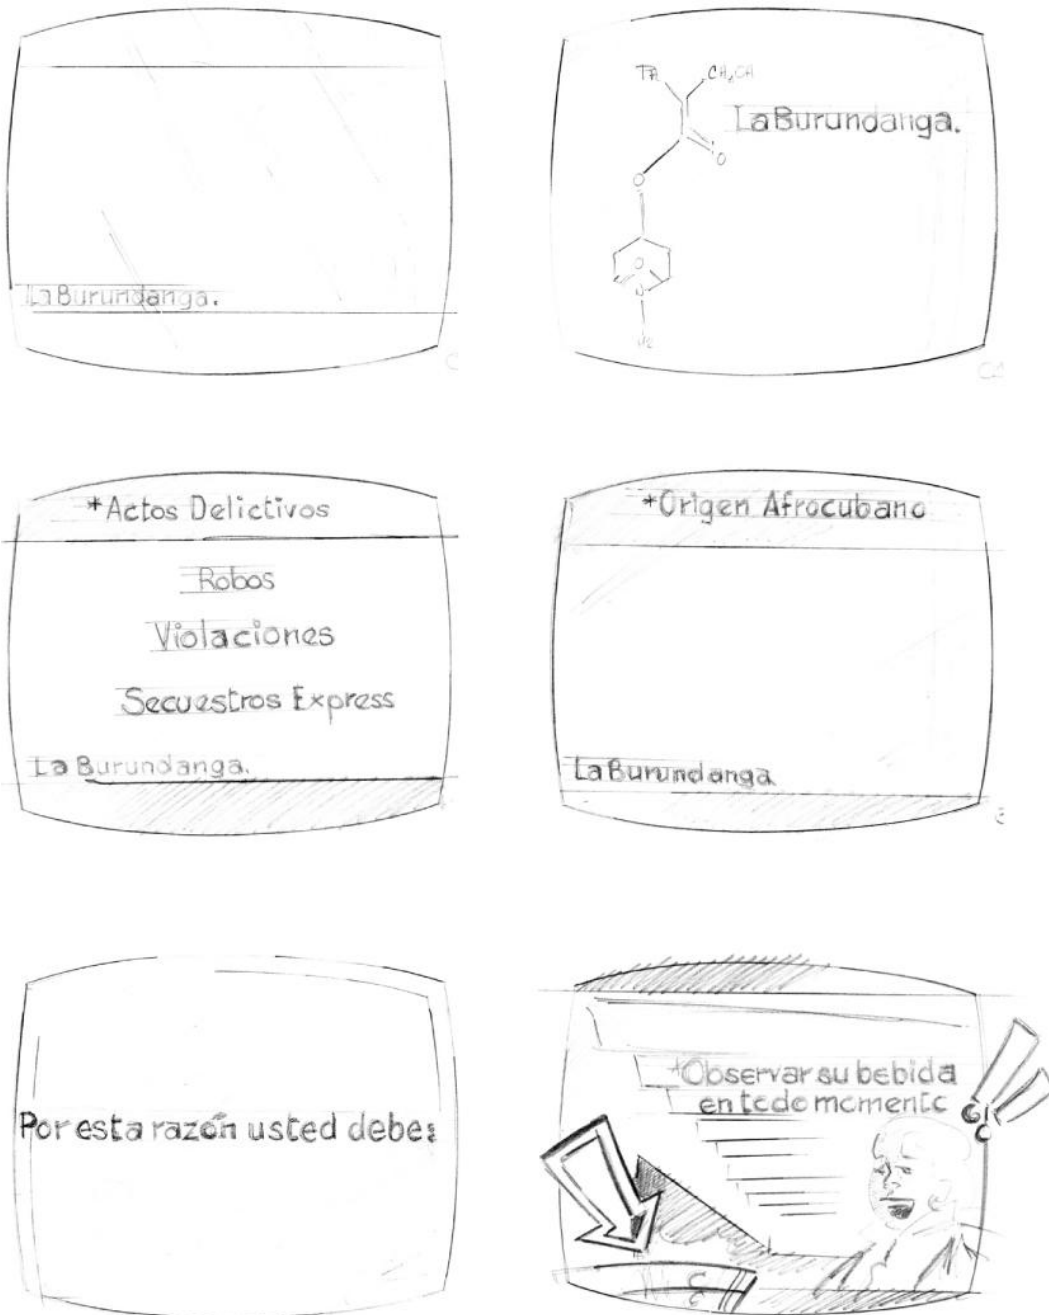 La Burundanga.
CH₂OH
La Burundanga.
O
O
O
N
*Actos Delictivos
Robos
Violaciones
Secuestros Express
La Burundanga.
*Origen Afrocubano
La Burundanga
Por esta razón usted debe:
*Observar su bebida
en todo momento